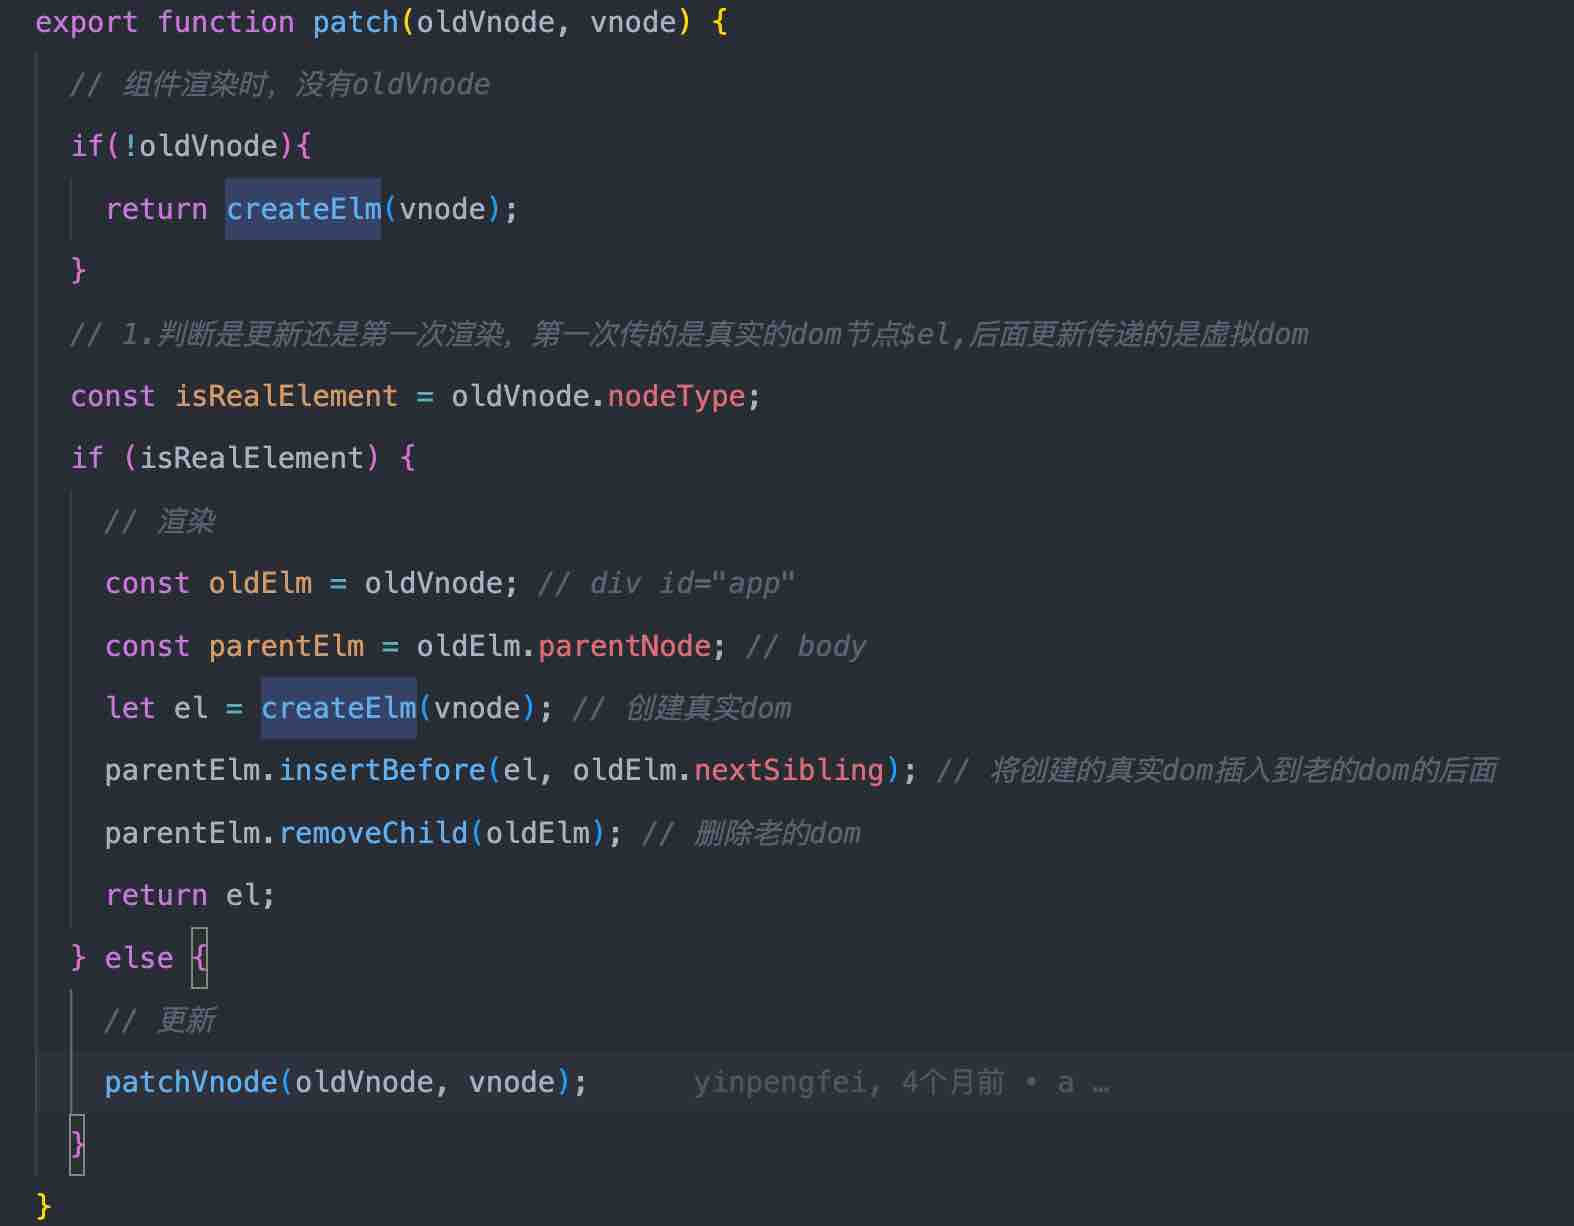 export function patch(oldVnode, vnode) {
// 组件渲染时，没有oldVnode
if(!oldVnode){
return createElm(vnode);
}
// 1.判断是更新还是第一次渲染，第一次传的是真实的dom节点$el,后面更新传递的是虚拟dom
const isRealElement = oldVnode.nodeType;
if (isRealElement) {
// 渲染
const oldElm = oldVnode; // div id="app"
const parentElm = oldElm.parentNode; // body
let el = createElm(vnode); // 创建真实dom
parentElm.insertBefore(el, oldElm.nextSibling); // 将创建的真实dom插入到老的dom的后面
parentElm.removeChild(oldElm); // 删除老的dom
return el;
} else {
// 更新
patchVnode(oldVnode, vnode); yinpengfei, 4个月前 • a …
}
}